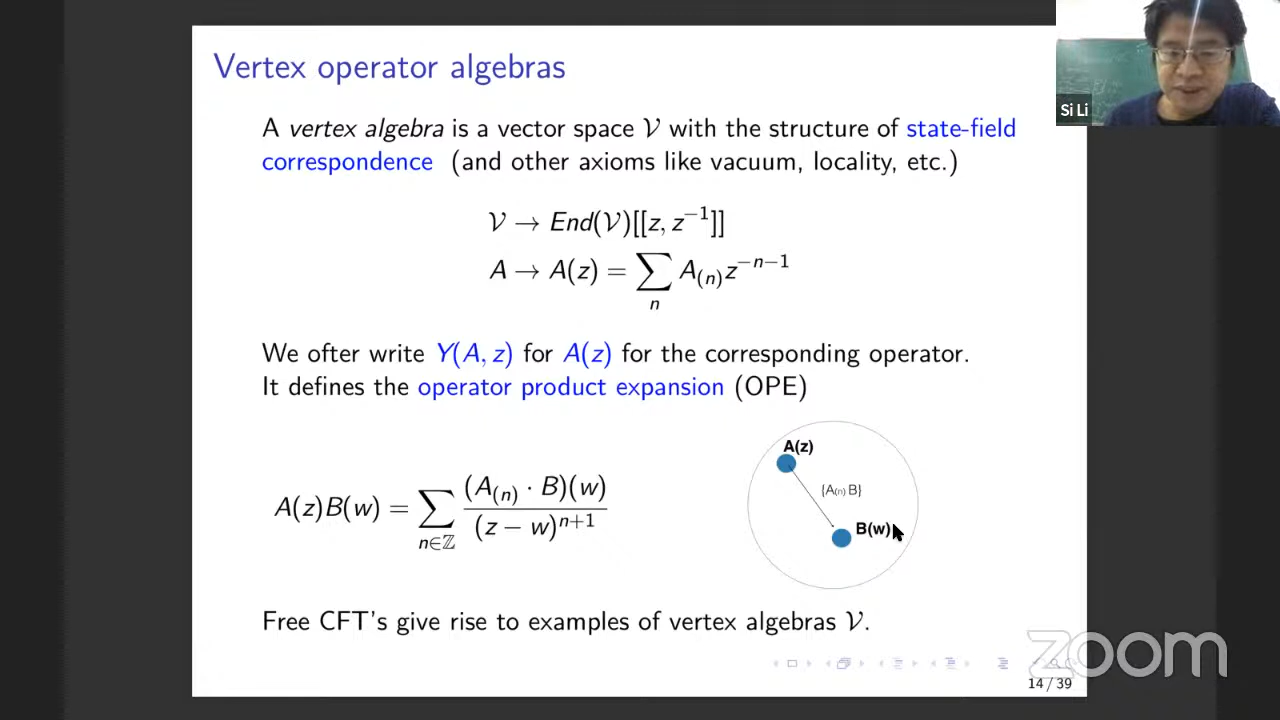 Vertex operator algebras
Si Li
A vertex algebra is a vector space 𝒱 with the structure of state-field
correspondence (and other axioms like vacuum, locality, etc.)
𝒱 → End(𝒱)[[z, z⁻¹]]
A → A(z) = ∑ₙ A₍ₙ₎z⁻ⁿ⁻¹
We ofter write Y(A, z) for A(z) for the corresponding operator.
It defines the operator product expansion (OPE)
A(z)B(w) = ∑_{n∈ℤ} (A₍ₙ₎ · B)(w) / (z − w)ⁿ⁺¹
A(z)
{A₍ₙ₎ B}
B(w)
Free CFT's give rise to examples of vertex algebras 𝒱.
zoom
14 / 39